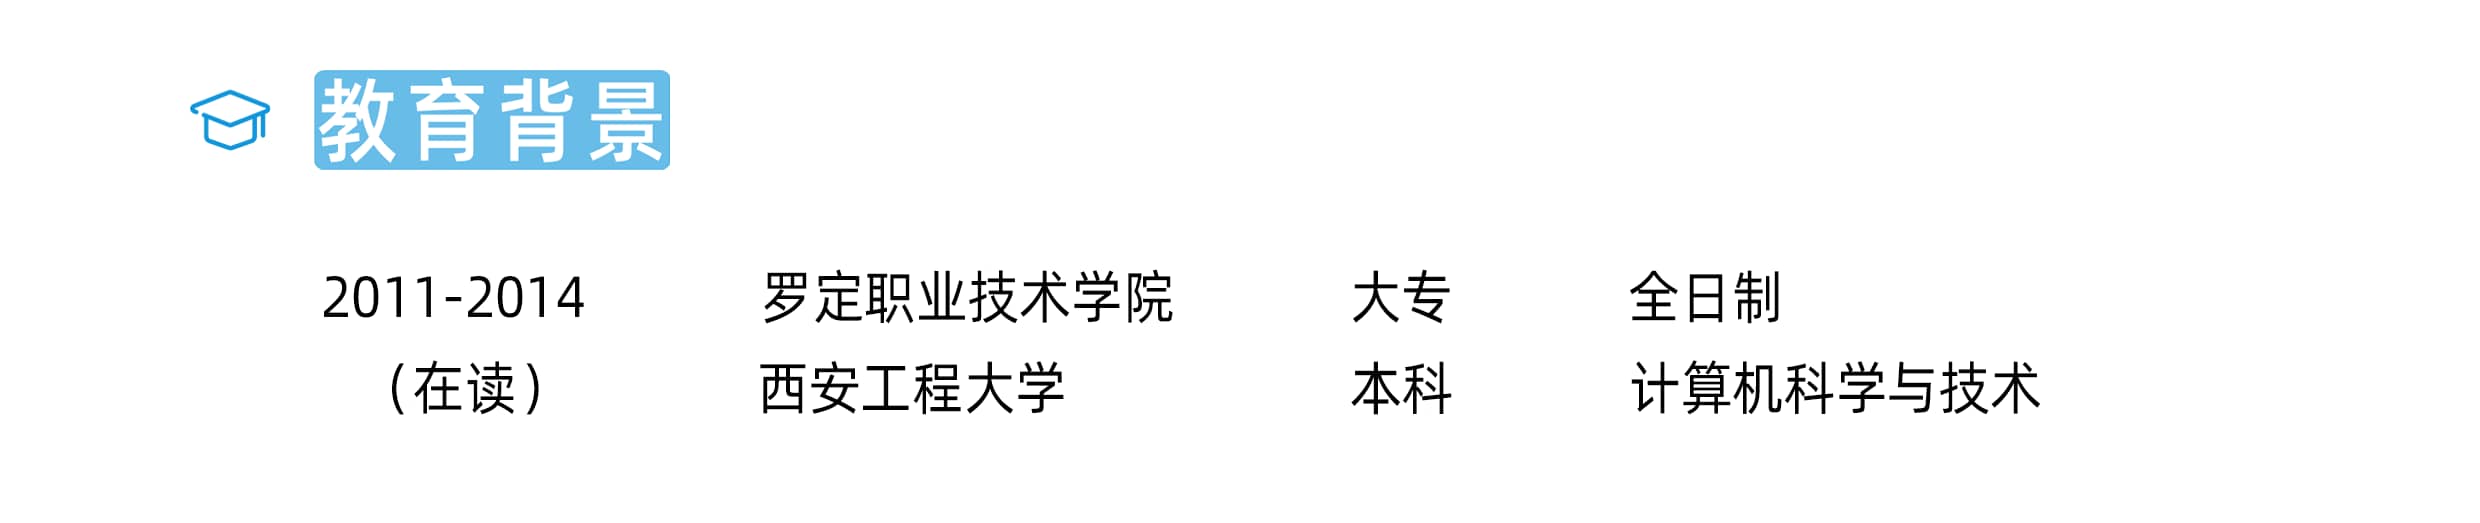 教育背景
2011-2014 罗定职业技术学院 大专 全日制
（在读） 西安工程大学 本科 计算机科学与技术